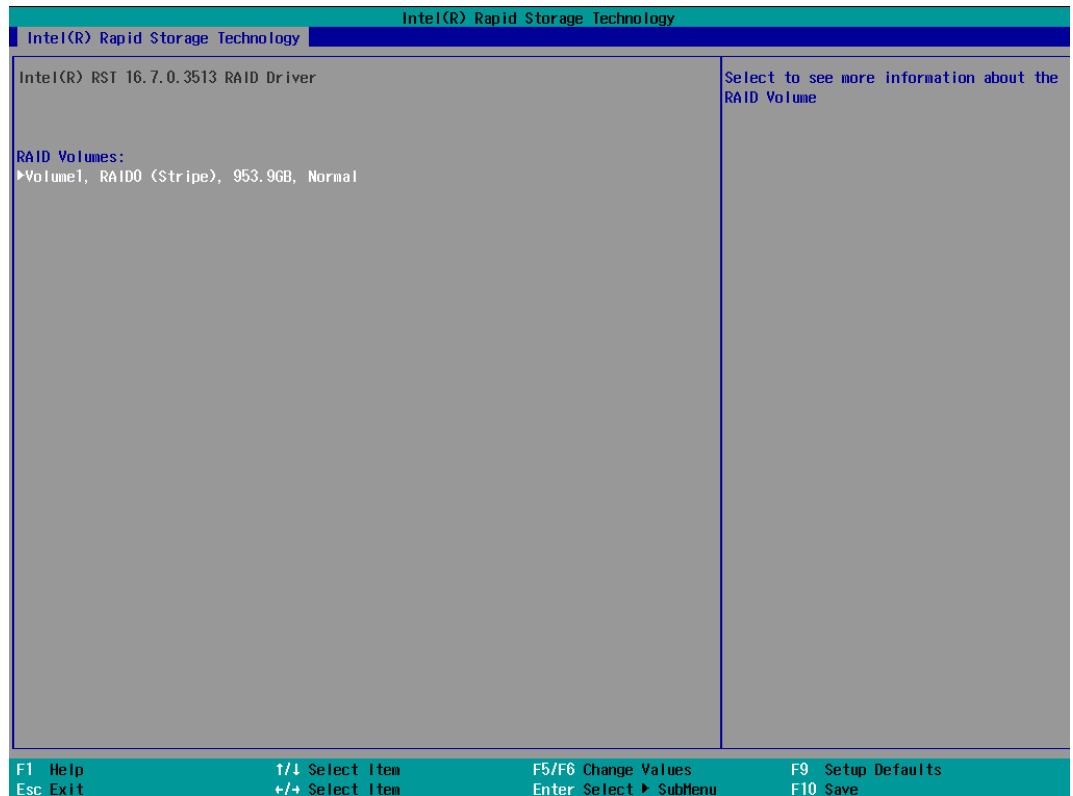 Intel(R) Rapid Storage Technology
Intel(R) Rapid Storage Technology
Intel(R) RST 16.7.0.3513 RAID Driver
Select to see more information about the
RAID Volume
RAID Volumes:
▶Volume1, RAID0 (Stripe), 953.9GB, Normal
F1 Help ↑/↓ Select Item F5/F6 Change Values F9 Setup Defaults
Esc Exit ←/→ Select Item Enter Select ▶ SubMenu F10 Save